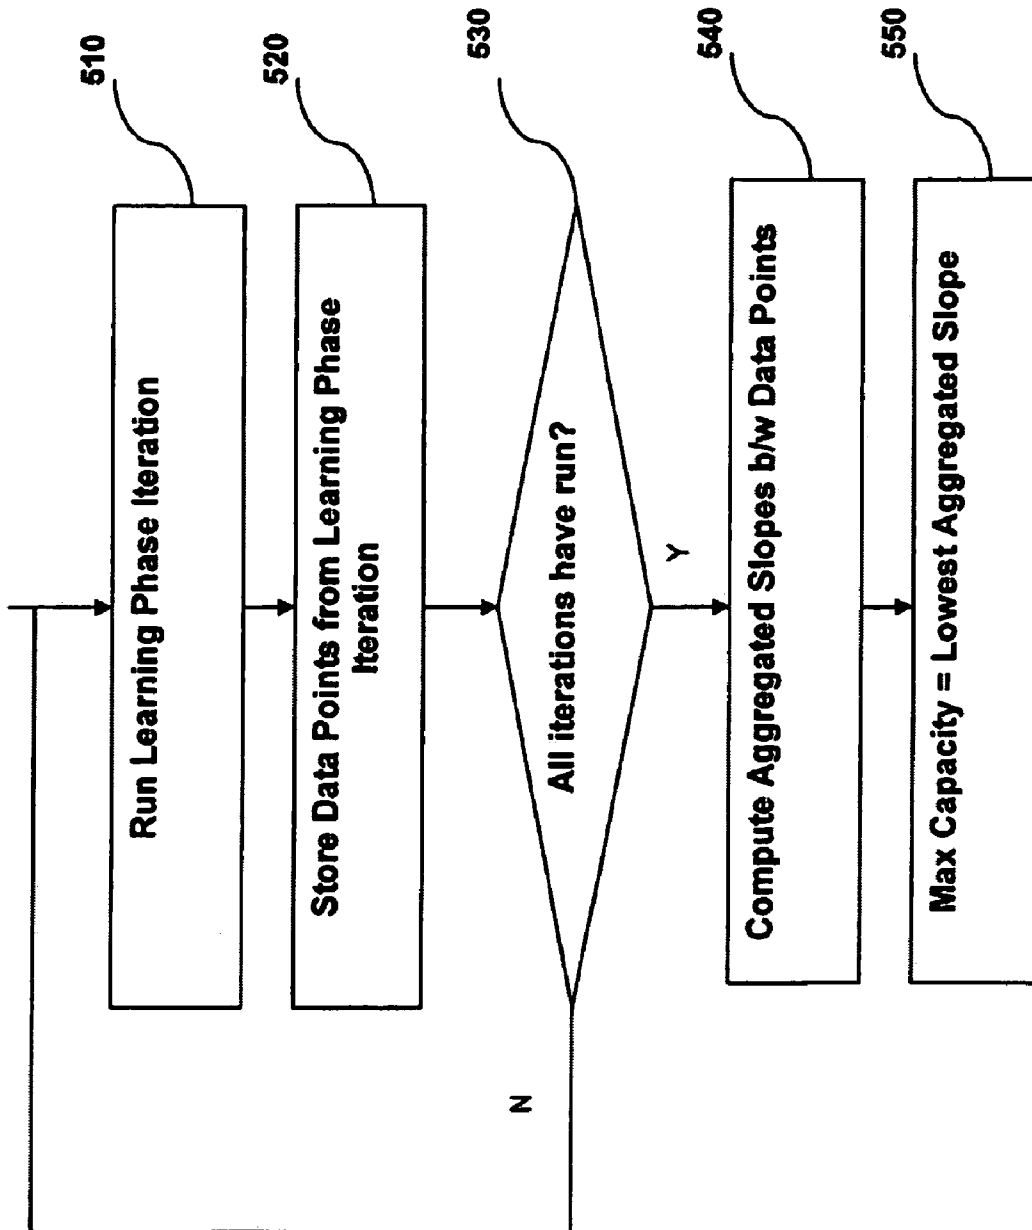 510
Run Learning Phase Iteration
520
Store Data Points from Learning Phase
Iteration
530
All iterations have run?
N
Y
540
Compute Aggregated Slopes b/w Data Points
550
Max Capacity = Lowest Aggregated Slope